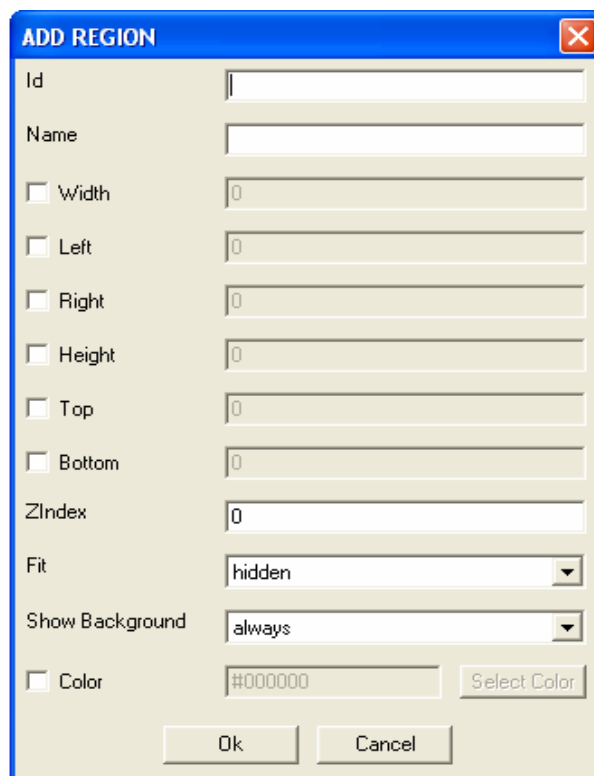 ADD REGION
Id
Name
Width 0
Left 0
Right 0
Height 0
Top 0
Bottom 0
ZIndex 0
Fit hidden
Show Background always
Color #000000 Select Color
Ok Cancel